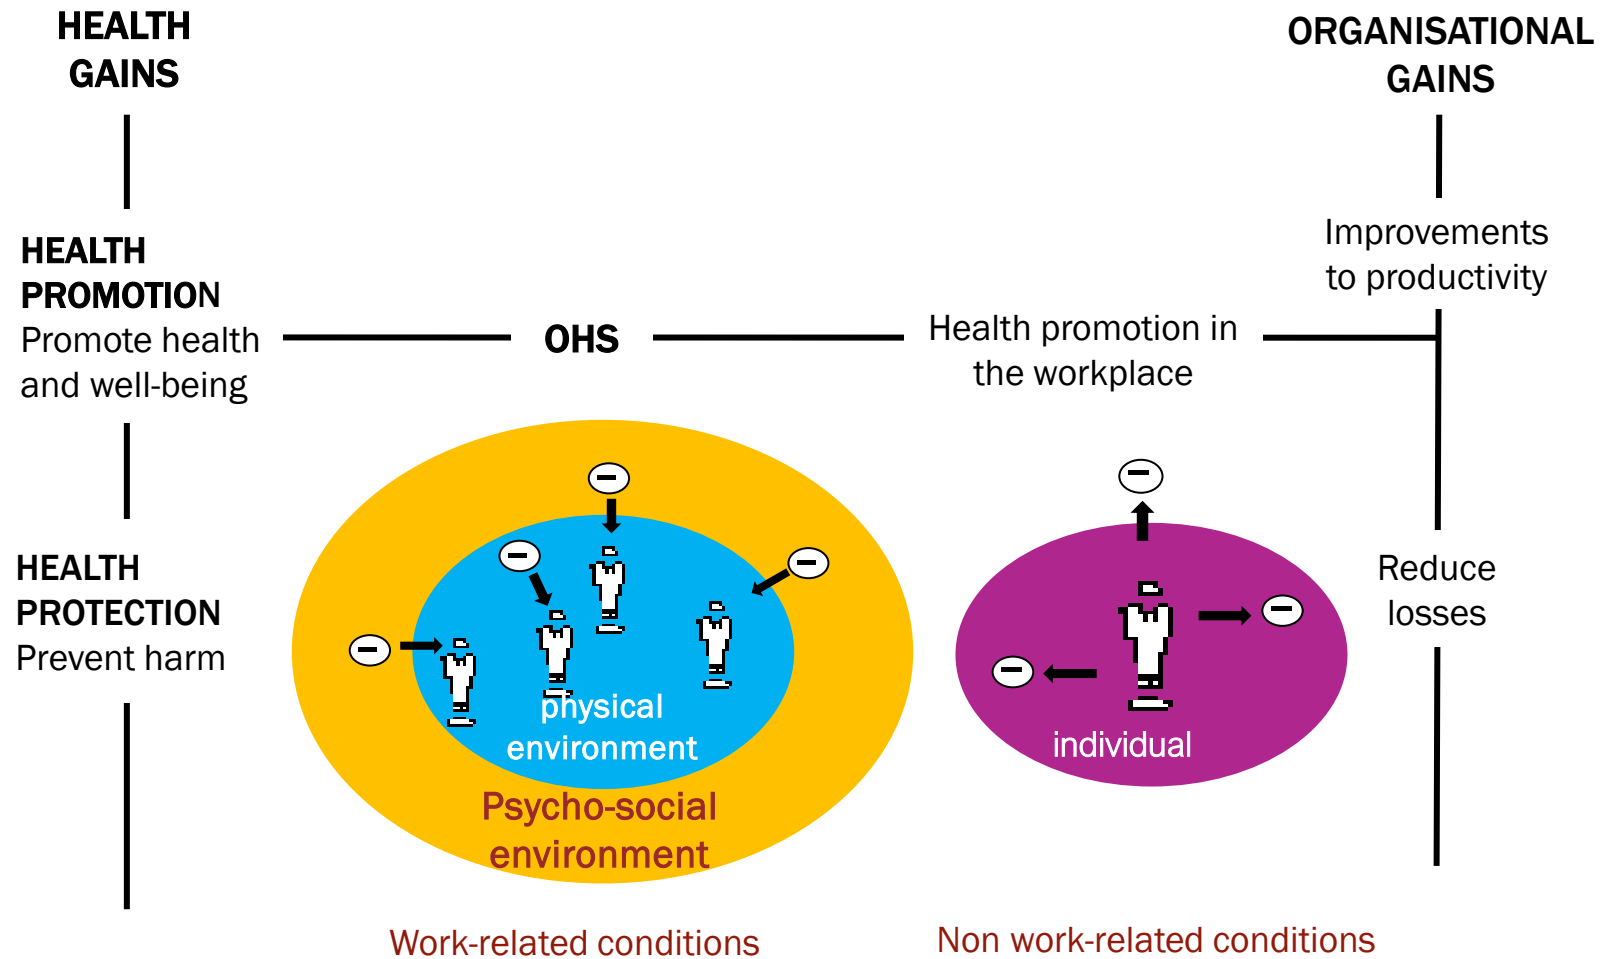 HEALTH
GAINS
ORGANISATIONAL
GAINS
HEALTH
PROMOTION
Promote health
and well-being
OHS
Health promotion in
the workplace
Improvements
to productivity
HEALTH
PROTECTION
Prevent harm
physical
environment
Psycho-social
environment
individual
Reduce
losses
Work-related conditions
Non work-related conditions